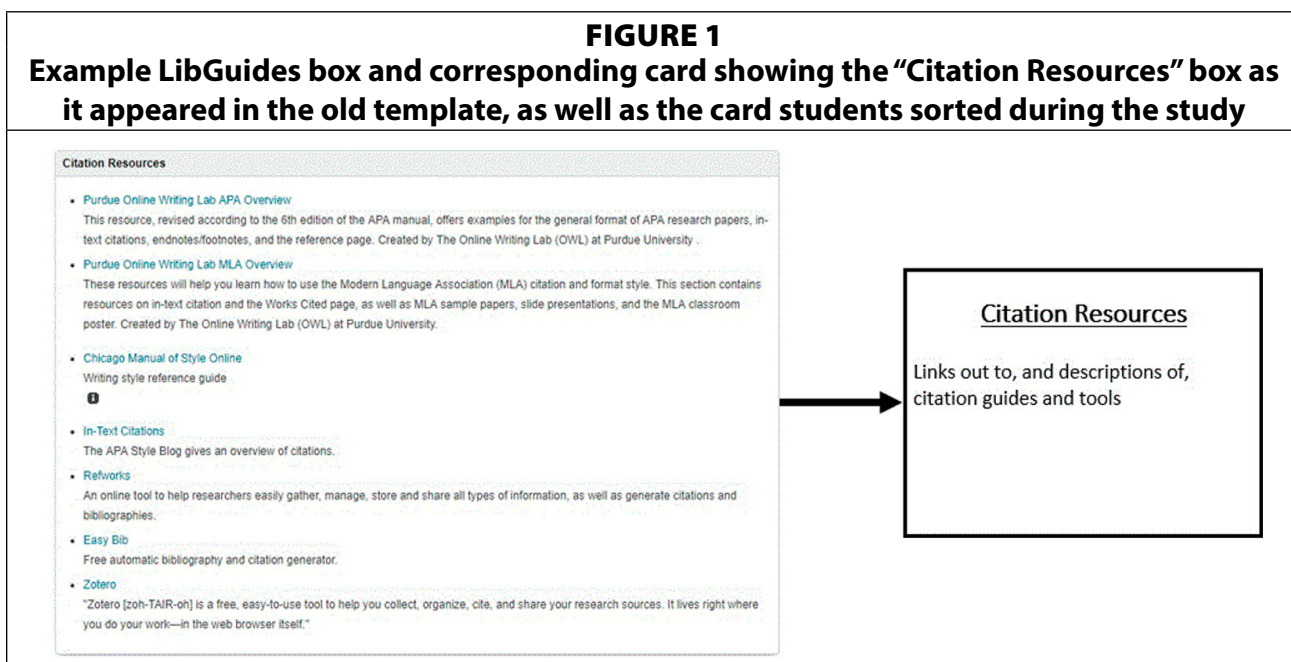 FIGURE 1
Example LibGuides box and corresponding card showing the “Citation Resources” box as
it appeared in the old template, as well as the card students sorted during the study
Citation Resources
• Purdue Online Writing Lab APA Overview
This resource, revised according to the 6th edition of the APA manual, offers examples for the general format of APA research papers, in-
text citations, endnotes/footnotes, and the reference page. Created by The Online Writing Lab (OWL) at Purdue University .
• Purdue Online Writing Lab MLA Overview
These resources will help you learn how to use the Modern Language Association (MLA) citation and format style. This section contains
resources on in-text citation and the Works Cited page, as well as MLA sample papers, slide presentations, and the MLA classroom
poster. Created by The Online Writing Lab (OWL) at Purdue University.
• Chicago Manual of Style Online
Writing style reference guide
i
• In-Text Citations
The APA Style Blog gives an overview of citations.
• Refworks
An online tool to help researchers easily gather, manage, store and share all types of information, as well as generate citations and
bibliographies.
• Easy Bib
Free automatic bibliography and citation generator.
• Zotero
"Zotero [zoh-TAIR-oh] is a free, easy-to-use tool to help you collect, organize, cite, and share your research sources. It lives right where
you do your work—in the web browser itself."
Citation Resources
Links out to, and descriptions of,
citation guides and tools